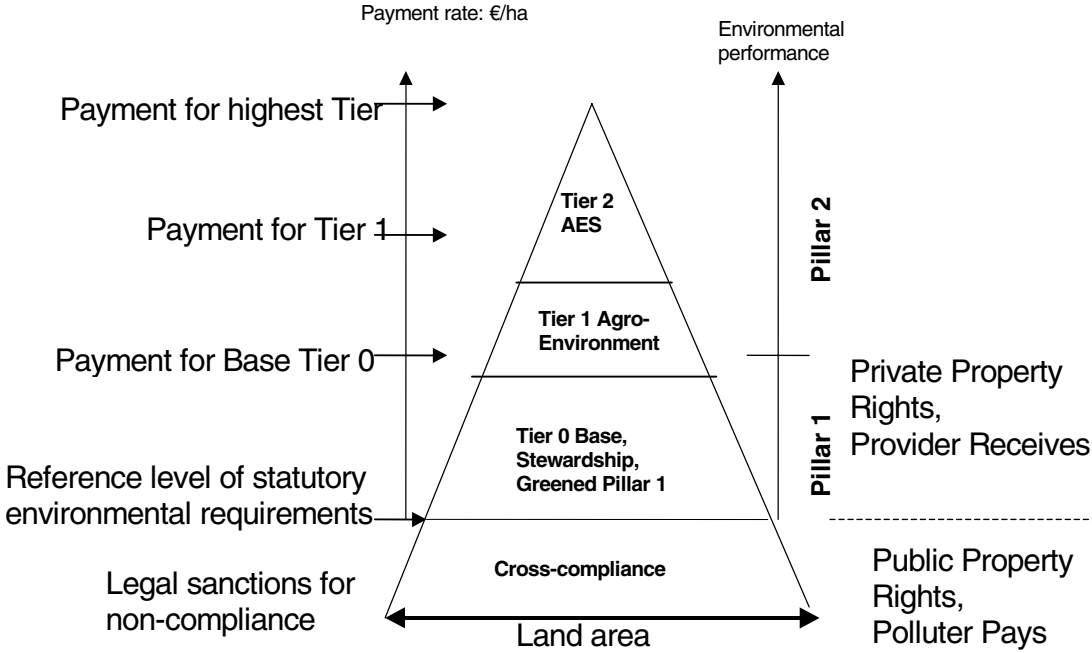 Payment rate: €/ha
Environmental
performance
Payment for highest Tier
Tier 2
AES
Payment for Tier 1
Pillar 2
Tier 1 Agro-
Environment
Payment for Base Tier 0
Private Property
Rights,
Provider Receives
Pillar 1
Tier 0 Base,
Stewardship,
Greened Pillar 1
Reference level of statutory
environmental requirements
Cross-compliance
Public Property
Rights,
Polluter Pays
Legal sanctions for
non-compliance
Land area